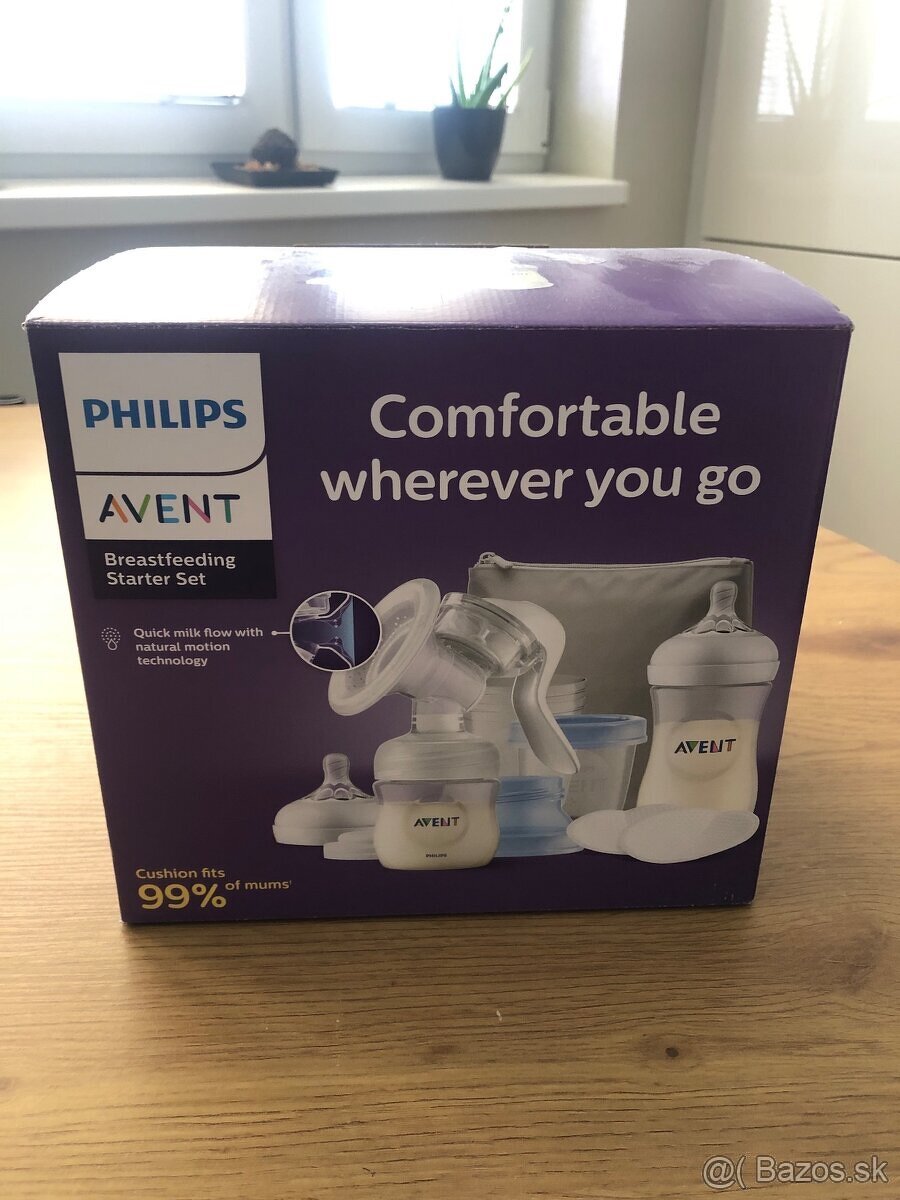 PHILIPS
AVENT
Breastfeeding
Starter Set
Comfortable
wherever you go
Quick milk flow with
natural motion
technology
AVENT
AVENT
PHILIPS
Cushion fits
99% of mums¹
@( Bazos.sk